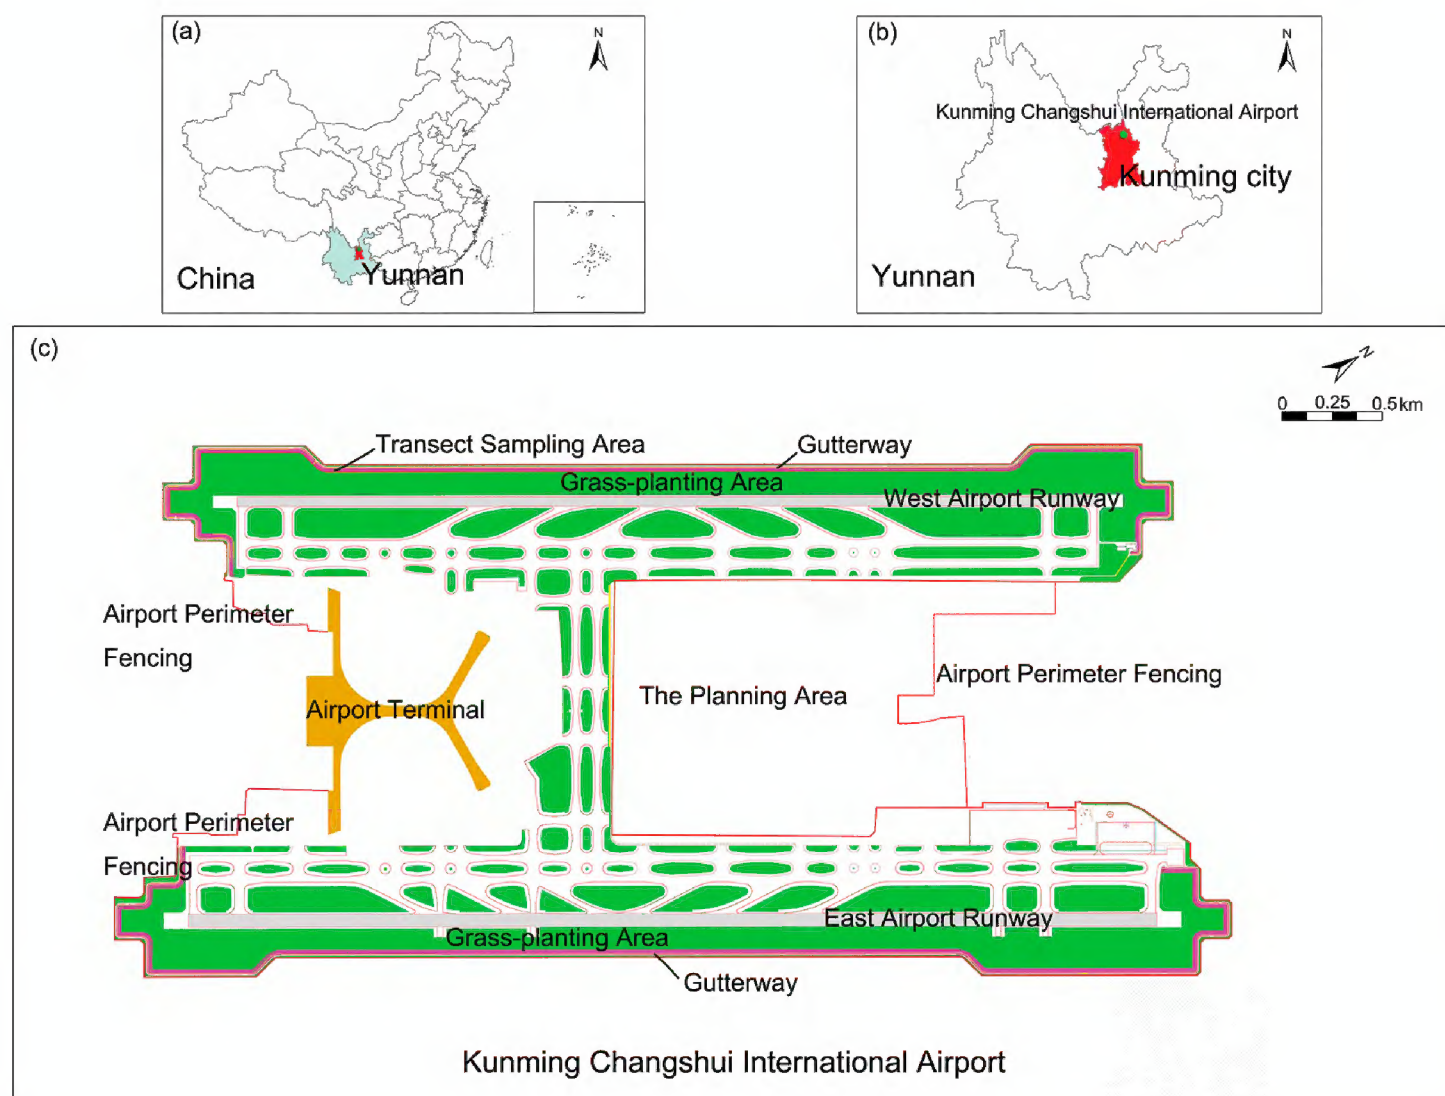 (a)
N
China
Yunnan
(b)
N
Kunming Changshui International Airport
Kunming city
Yunnan
(c)
N
0 0.25 0.5km
Transect Sampling Area
Gutterway
Grass-planting Area
West Airport Runway
Airport Perimeter
Fencing
Airport Terminal
The Planning Area
Airport Perimeter Fencing
Airport Perimeter
Fencing
East Airport Runway
Grass-planting Area
Gutterway
Kunming Changshui International Airport